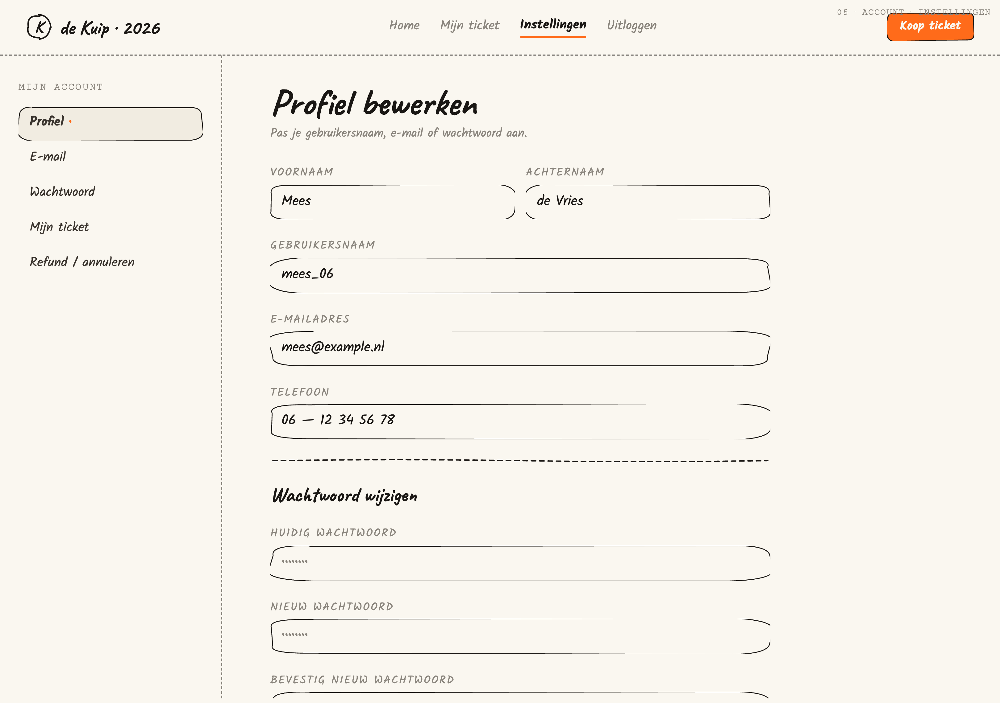 05 · ACCOUNT · INSTELLINGEN
K de Kuip · 2026
Home Mijn ticket Instellingen Uitloggen
Koop ticket
MIJN ACCOUNT
Profiel ·
E-mail
Wachtwoord
Mijn ticket
Refund / annuleren
Profiel bewerken
Pas je gebruikersnaam, e-mail of wachtwoord aan.
VOORNAAM
Mees
ACHTERNAAM
de Vries
GEBRUIKERSNAAM
mees_06
E-MAILADRES
mees@example.nl
TELEFOON
06 — 12 34 56 78
Wachtwoord wijzigen
HUIDIG WACHTWOORD
••••••••
NIEUW WACHTWOORD
••••••••
BEVESTIG NIEUW WACHTWOORD